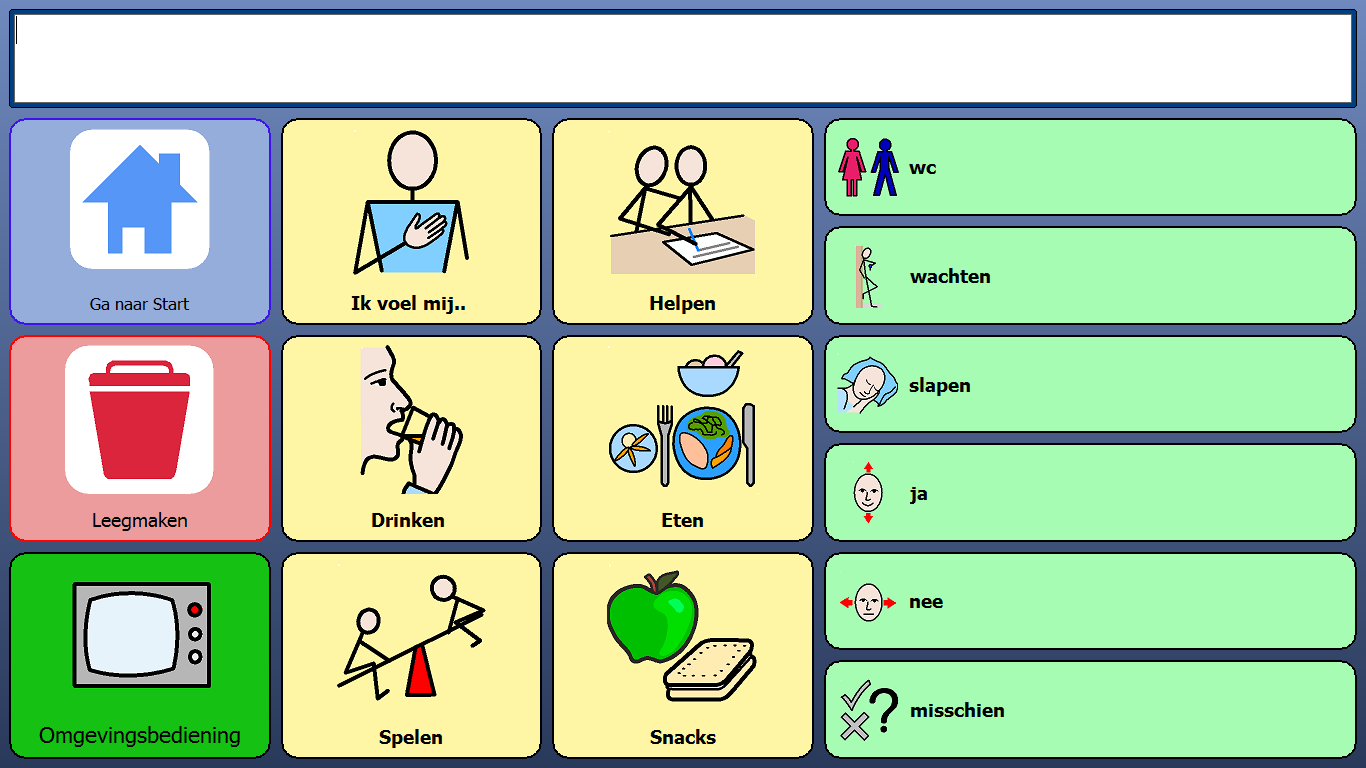 Ga naar Start
Ik voel mij..
Helpen
wc
wachten
Leegmaken
Drinken
Eten
slapen
ja
Omgevingsbediening
Spelen
Snacks
nee
misschien